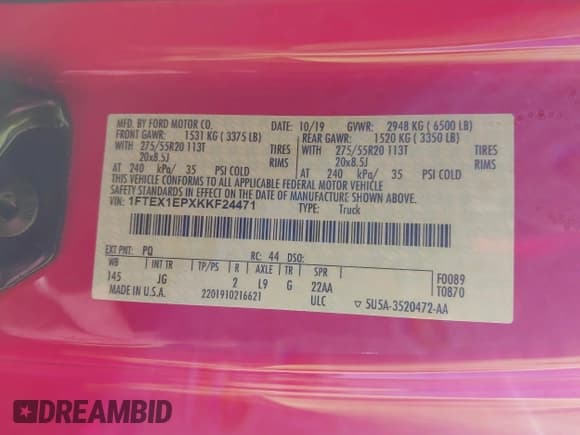 MFD. BY FORD MOTOR CO. 10/19 GVWR: 2948 KG ( 6500 LB)
FRONT GAWR: 1531 KG ( 3375 LB) REAR GAWR: 1520 KG ( 3350 LB)
WITH 275/55R20 113T TIRES WITH 275/55R20 113T TIRES
20x8.5J RIMS 20x8.5J RIMS
AT 240 kPa/ 35 PSI COLD AT 240 kPa/ 35 PSI COLD
THIS VEHICLE CONFORMS TO ALL APPLICABLE FEDERAL MOTOR VEHICLE
SAFETY STANDARDS IN EFFECT ON THE DATE OF MANUFACTURE SHOWN ABOVE.
VIN: 1FTEX1EPXKKF24471 TYPE: Truck
EXT PNT: PQ RC: 44 DSO:
WB INT TR TP/PS R AXLE TR SPR F0089
145 JG 2 L9 G 22AA T0870
MADE IN U.S.A. 2201910216621 ULC ▽ 5U5A-3520472-AA
DREAMBID